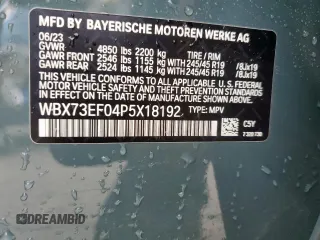 MFD BY BAYERISCHE MOTOREN WERKE AG
06/23
GVWR 4850 lbs 2200 kg TIRE / RIM
GAWR FRONT 2546 lbs 1155 kg 245/45 R19 /8Jx19
GAWR REAR 2524 lbs 1145 kg 245/45 R19 /8Jx19
THIS VEHICLE CONFORMS TO ALL APPLICABLE
U.S. FEDERAL MOTOR VEHICLE SAFETY AND
THEFT PREVENTION STANDARDS IN EFFECT ON THE
DATE OF MANUFACTURE SHOWN ABOVE.
WBX73EF04P5X18192 TYPE: MPV
C5Y
DREAMBID